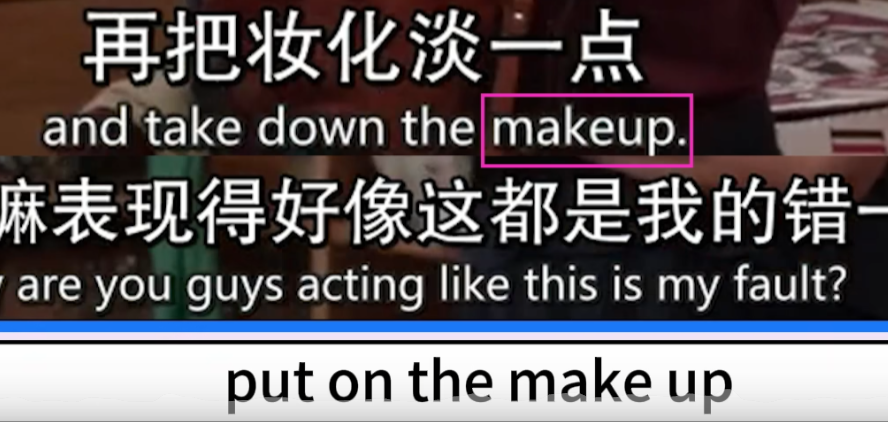 再把妆化淡一点
and take down the makeup.
嘛表现得好像这都是我的错
are you guys acting like this is my fault?
put on the make up